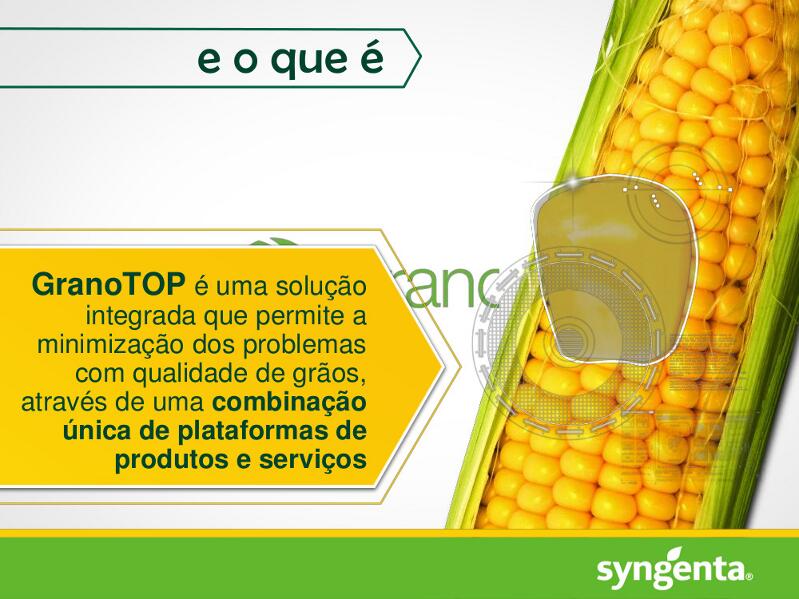 e o que é
GranoTOP é uma solução
integrada que permite a
minimização dos problemas
com qualidade de grãos,
através de uma combinação
única de plataformas de
produtos e serviços
syngenta®